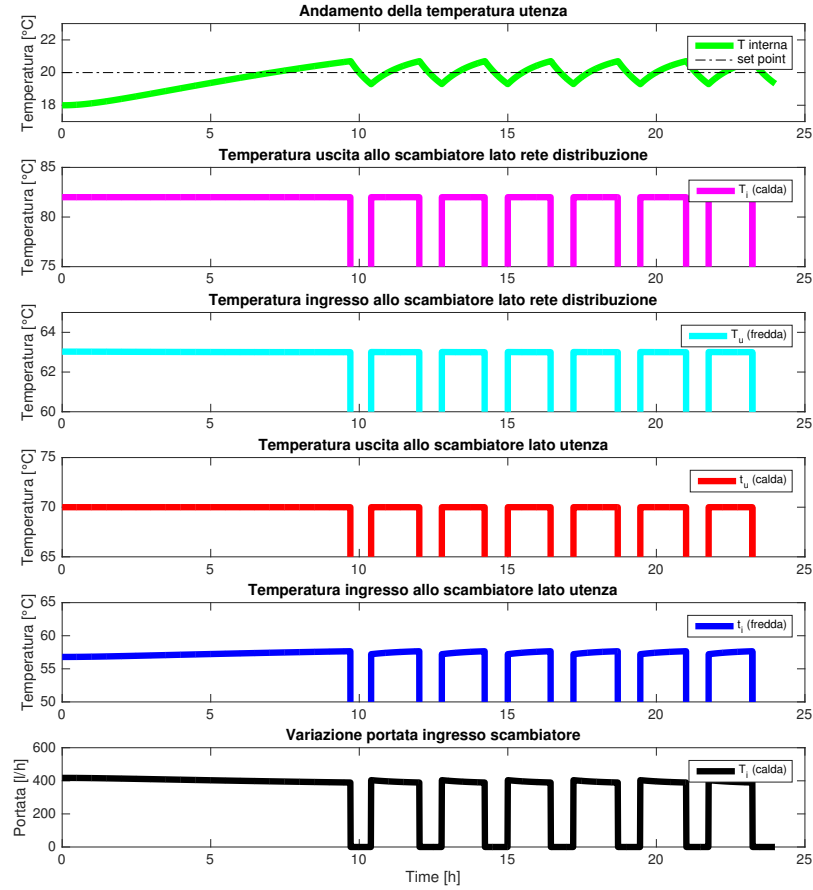 Andamento della temperatura utenza
Temperatura [°C]
22
20
18
0
5
10
15
20
25
T interna
set point
Temperatura uscita allo scambiatore lato rete distribuzione
Temperatura [°C]
85
80
75
0
5
10
15
20
25
T_i (calda)
Temperatura ingresso allo scambiatore lato rete distribuzione
Temperatura [°C]
64
62
60
0
5
10
15
20
25
T_u (fredda)
Temperatura uscita allo scambiatore lato utenza
Temperatura [°C]
75
70
65
0
5
10
15
20
25
t_u (calda)
Temperatura ingresso allo scambiatore lato utenza
Temperatura [°C]
65
60
55
50
0
5
10
15
20
25
t_i (fredda)
Variazione portata ingresso scambiatore
Portata [l/h]
600
400
200
0
0
5
10
15
20
25
T_i (calda)
Time [h]